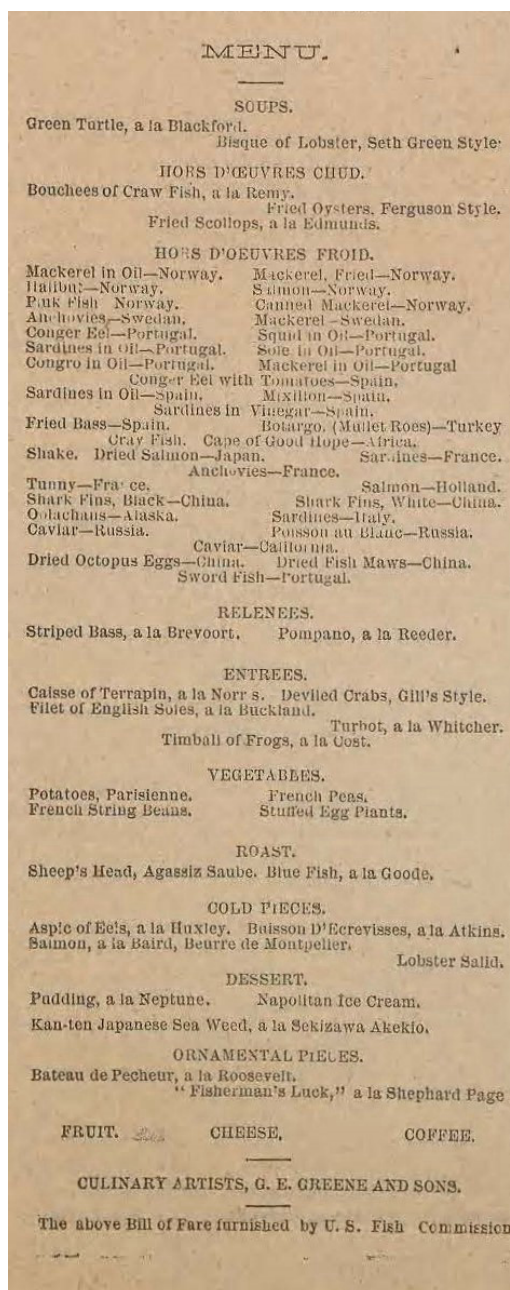 MENU.
SOUPS.
Green Turtle, a la Blackford.
Bisque of Lobster, Seth Green Style
HORS D'ŒUVRES CHUD.
Bouchees of Craw Fish, a la Remy.
Fried Oysters, Ferguson Style.
Fried Scollops, a la Edmunds.
HORS D'OEUVRES FROID.
Mackerel in Oil—Norway. Mackerel, Fried—Norway.
Halibut—Norway. Salmon—Norway.
Fish Norway. Canned Mackerel—Norway.
Anchovies,—Swedan. Mackerel—Swedan.
Conger Eel—Portugal. Squid in Oil—Portugal.
Sardines in Oil—Portugal. Sole in Oil—Portugal.
Congro in Oil—Portugal. Mackerel in Oil—Portugal
Conger Eel with Tomatoes—Spain,
Sardines in Oil—Spain. Mixillon—Spain.
Sardines in Vinegar—Spain.
Fried Bass—Spain. Botargo, (Mullet Roes)—Turkey
Cray Fish. Cape of Good Hope—Africa.
Shake. Dried Salmon—Japan. Sardines—France.
Anchovies—France.
Tunny—France. Salmon—Holland.
Shark Fins, Black—China. Shark Fins, White—China.
Oolachans—Alaska. Sardines—Italy.
Caviar—Russia. Poisson au Blanc—Russia.
Caviar—California.
Dried Octopus Eggs—China. Dried Fish Maws—China.
Sword Fish—Portugal.
RELENEES.
Striped Bass, a la Brevoort. Pompano, a la Reeder.
ENTREES.
Caisse of Terrapin, a la Norr s. Deviled Crabs, Gill's Style.
Filet of English Soles, a la Buckland.
Turbot, a la Whitcher.
Timball of Frogs, a la Cost.
VEGETABLES.
Potatoes, Parisienne. French Peas.
French String Beans. Stuffed Egg Plants.
ROAST.
Sheep's Head, Agassiz Saube. Blue Fish, a la Goode.
COLD PIECES.
Aspic of Eels, a la Huxley. Buisson D'Ecrevisses, a la Atkins.
Salmon, a la Baird, Beurre de Montpelier.
Lobster Salid.
DESSERT.
Pudding, a la Neptune. Napolitan Ice Cream.
Kan-ten Japanese Sea Weed, a la Sekizawa Akekio.
ORNAMENTAL PIECES.
Bateau de Pecheur, a la Roosevelt.
"Fisherman's Luck," a la Shephard Page
FRUIT. CHEESE, COFFEE.
CULINARY ARTISTS, G. E. GREENE AND SONS.
The above Bill of Fare furnished by U. S. Fish Commission